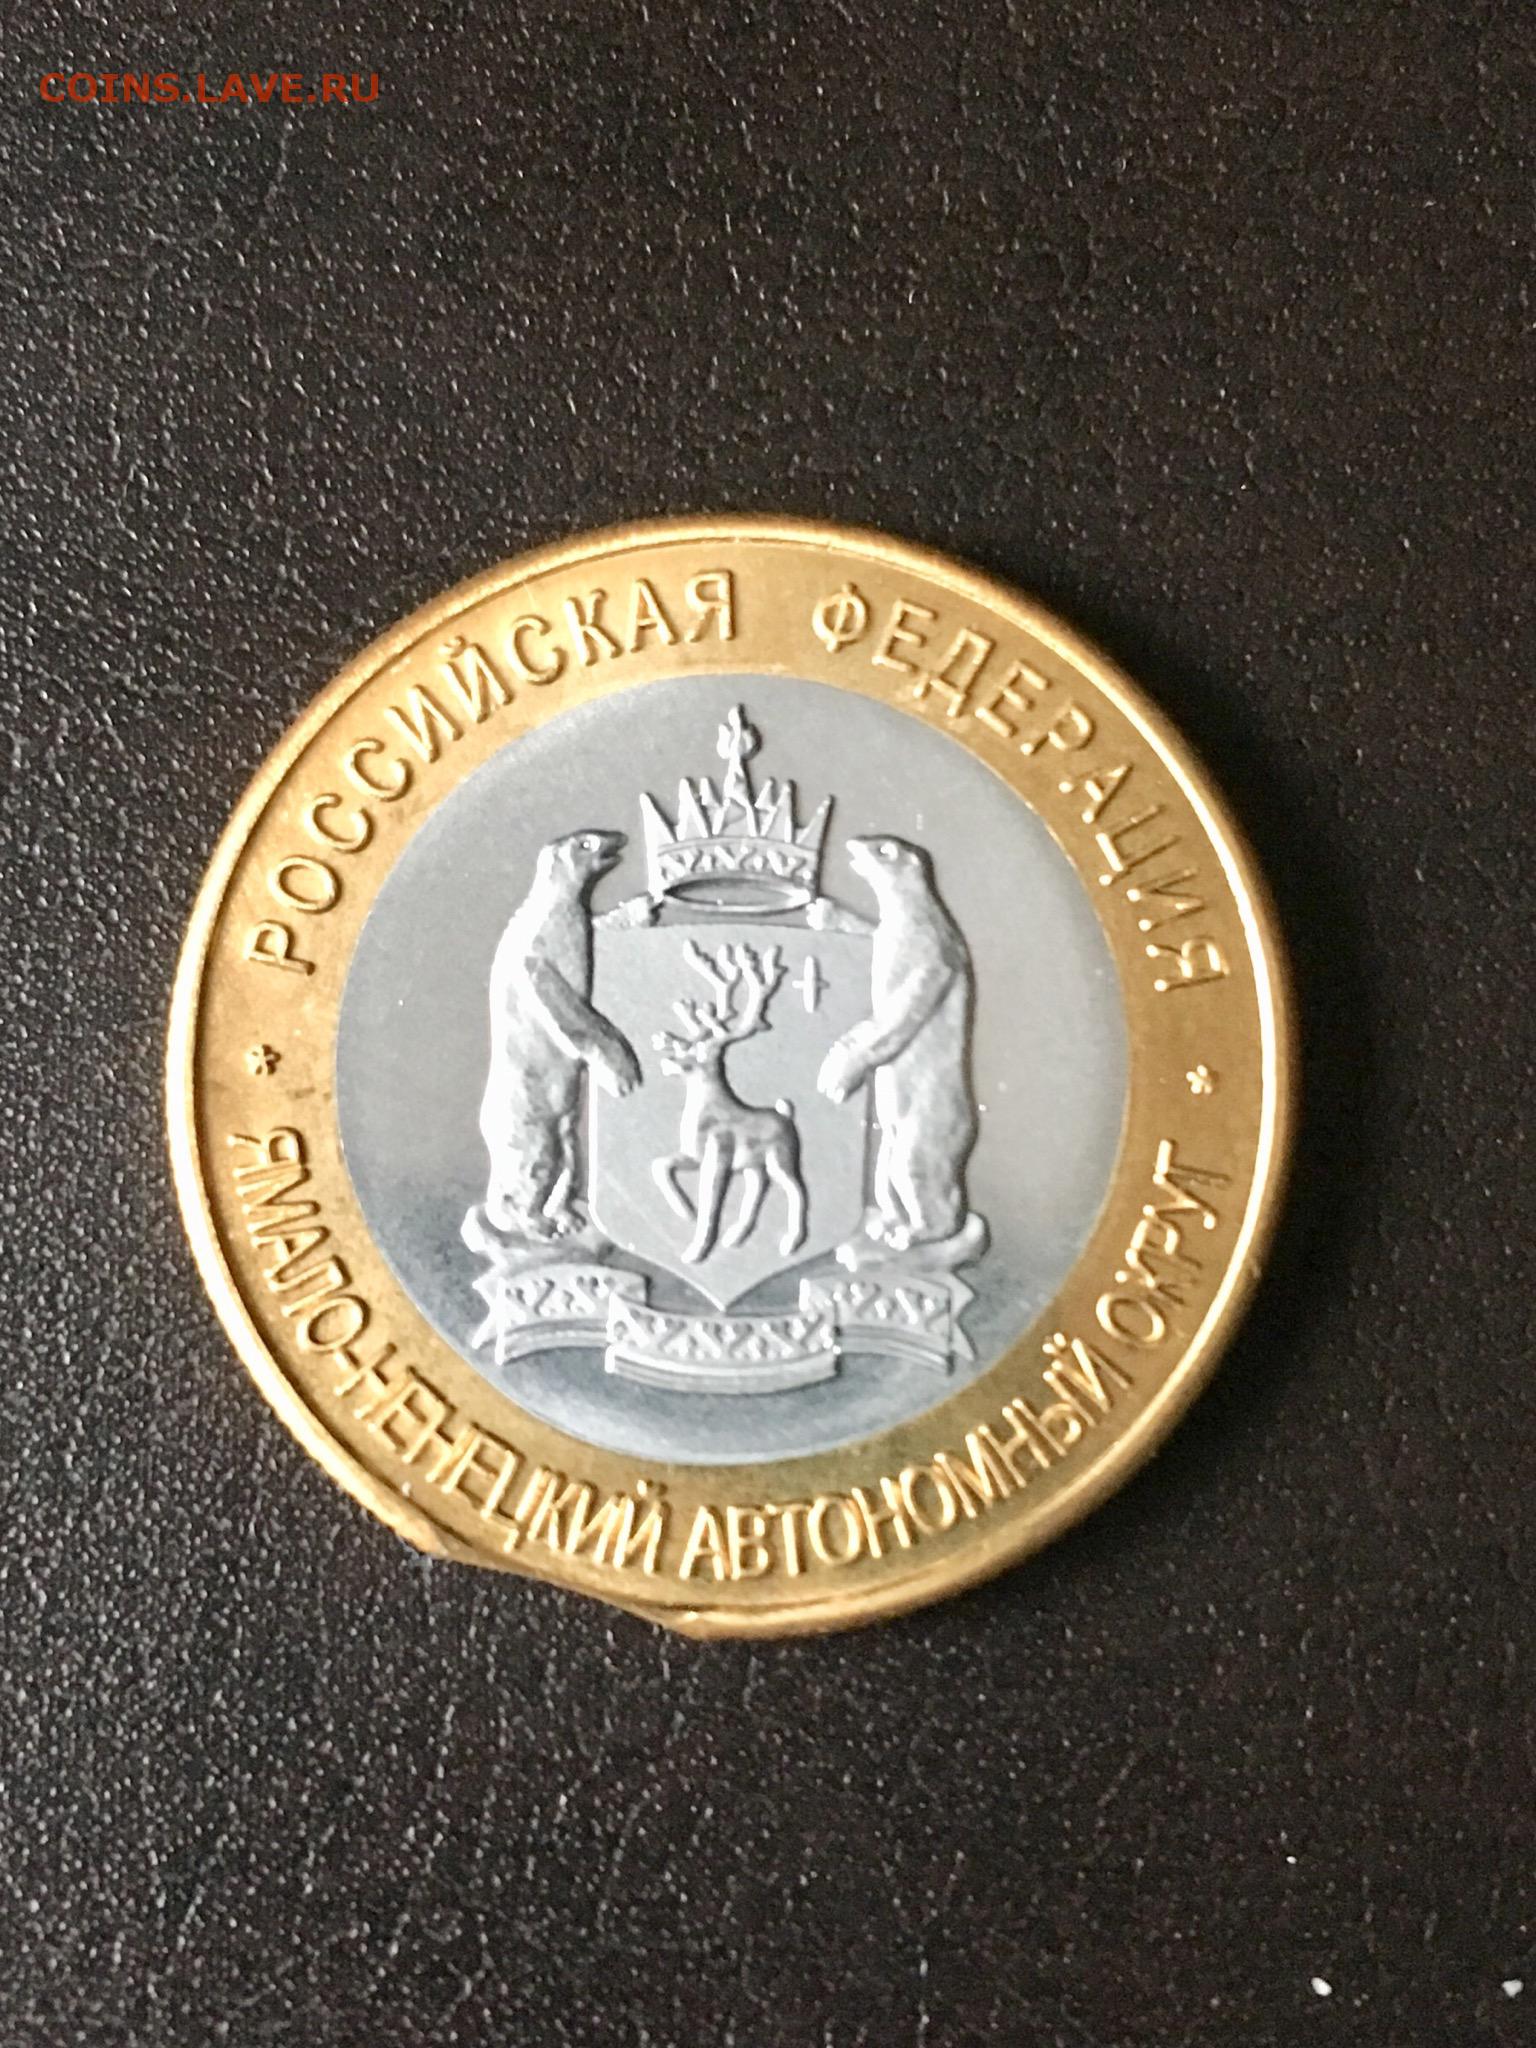 COINS.LAVE.RU
РОССИЙСКАЯ ФЕДЕРАЦИЯ
ЯМАЛО-НЕНЕЦКИЙ АВТОНОМНЫЙ ОКРУГ